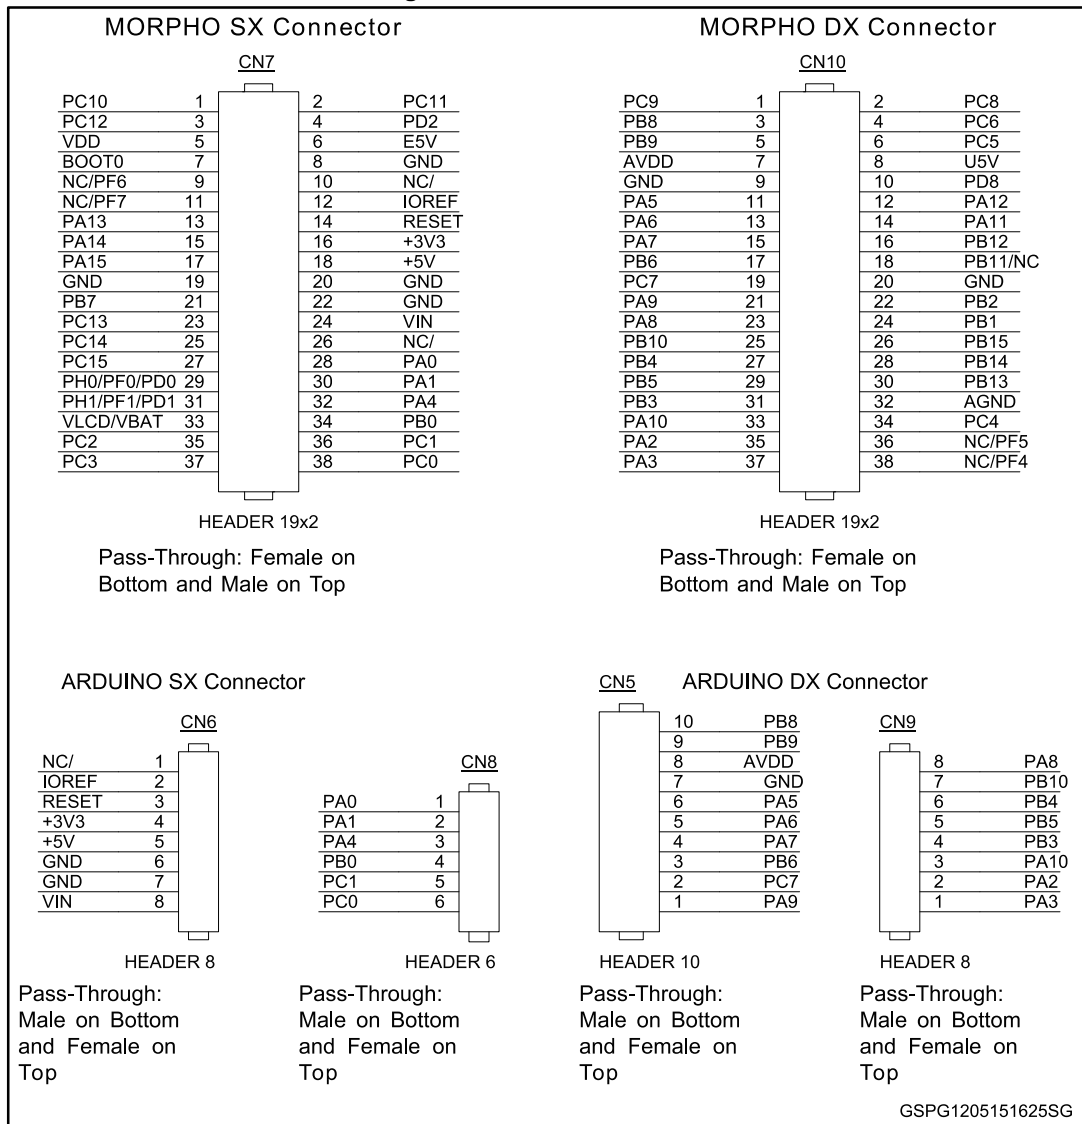 MORPHO SX Connector
MORPHO DX Connector
CN7
PC10 1 2 PC11
PC12 3 4 PD2
VDD 5 6 E5V
BOOT0 7 8 GND
NC/PF6 9 10 NC/
NC/PF7 11 12 IOREF
PA13 13 14 RESET
PA14 15 16 +3V3
PA15 17 18 +5V
GND 19 20 GND
PB7 21 22 GND
PC13 23 24 VIN
PC14 25 26 NC/
PC15 27 28 PA0
PH0/PF0/PD0 29 30 PA1
PH1/PF1/PD1 31 32 PA4
VLCD/VBAT 33 34 PB0
PC2 35 36 PC1
PC3 37 38 PC0
HEADER 19x2
Pass-Through: Female on
Bottom and Male on Top
CN10
PC9 1 2 PC8
PB8 3 4 PC6
PB9 5 6 PC5
AVDD 7 8 U5V
GND 9 10 PD8
PA5 11 12 PA12
PA6 13 14 PA11
PA7 15 16 PB12
PB6 17 18 PB11/NC
PC7 19 20 GND
PA9 21 22 PB2
PA8 23 24 PB1
PB10 25 26 PB15
PB4 27 28 PB14
PB5 29 30 PB13
PB3 31 32 AGND
PA10 33 34 PC4
PA2 35 36 NC/PF5
PA3 37 38 NC/PF4
HEADER 19x2
Pass-Through: Female on
Bottom and Male on Top
ARDUINO SX Connector
CN6
NC/ 1
IOREF 2
RESET 3
+3V3 4
+5V 5
GND 6
GND 7
VIN 8
HEADER 8
Pass-Through:
Male on Bottom
and Female on
Top
CN8
PA0 1
PA1 2
PA4 3
PB0 4
PC1 5
PC0 6
HEADER 6
Pass-Through:
Male on Bottom
and Female on
Top
CN5
ARDUINO DX Connector
10 PB8
9 PB9
8 AVDD
7 GND
6 PA5
5 PA6
4 PA7
3 PB6
2 PC7
1 PA9
HEADER 10
Pass-Through:
Male on Bottom
and Female on
Top
CN9
8 PA8
7 PB10
6 PB4
5 PB5
4 PB3
3 PA10
2 PA2
1 PA3
HEADER 8
Pass-Through:
Male on Bottom
and Female on
Top
GSPG1205151625SG